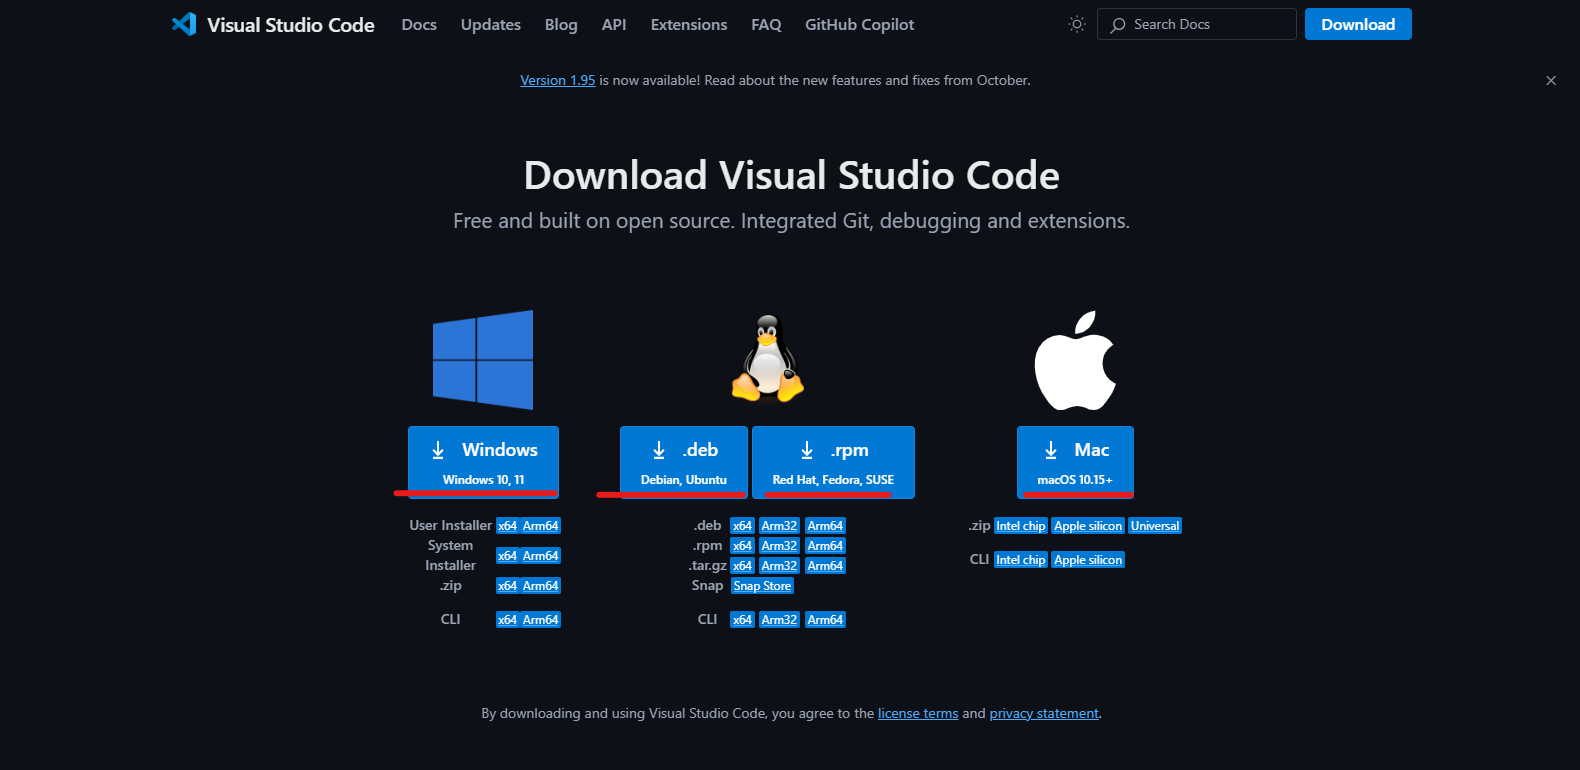 Visual Studio Code Docs Updates Blog API Extensions FAQ GitHub Copilot Search Docs Download
Version 1.95 is now available! Read about the new features and fixes from October.
Download Visual Studio Code
Free and built on open source. Integrated Git, debugging and extensions.
Windows
Windows 10, 11
User Installer x64 Arm64
System
Installer x64 Arm64
.zip x64 Arm64
CLI x64 Arm64
.deb
Debian, Ubuntu
.rpm
Red Hat, Fedora, SUSE
.deb x64 Arm32 Arm64
.rpm x64 Arm32 Arm64
.tar.gz x64 Arm32 Arm64
Snap Snap Store
CLI x64 Arm32 Arm64
Mac
macOS 10.15+
.zip Intel chip Apple silicon Universal
CLI Intel chip Apple silicon
By downloading and using Visual Studio Code, you agree to the license terms and privacy statement.